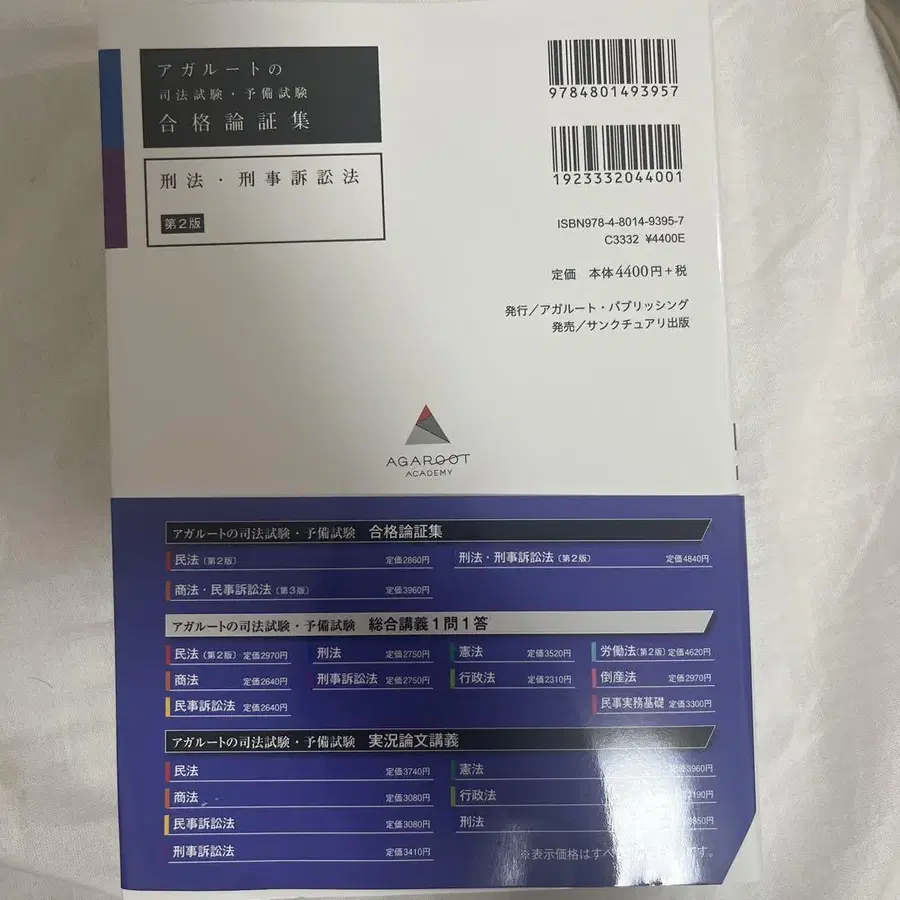 アガルートの
司法試験・予備試験
合格論証集
刑法・刑事訴訟法
第2版
9784801493957
1923332044001
ISBN978-4-8014-9395-7
C3332 ¥4400E
定価 本体4400円+税
発行/アガルート・パブリッシング
発売/サンクチュアリ出版
AGAROOT
ACADEMY
アガルートの司法試験・予備試験 合格論証集
民法(第2版) 定価2860円
刑法・刑事訴訟法(第2版) 定価4840円
商法・民事訴訟法(第3版) 定価3960円
アガルートの司法試験・予備試験 総合講義1問1答
民法(第2版) 定価2970円
刑法 定価2750円
憲法 定価3520円
労働法(第2版) 定価4620円
商法 定価2640円
刑事訴訟法 定価2750円
行政法 定価2310円
倒産法 定価2970円
民事訴訟法 定価2640円
民事実務基礎 定価3300円
アガルートの司法試験・予備試験 実況論文講義
民法 定価3740円
憲法 3960円
商法 定価3080円
行政法 190円
民事訴訟法 定価3080円
刑法 850円
刑事訴訟法 定価3410円
※表示価格はすべ です。